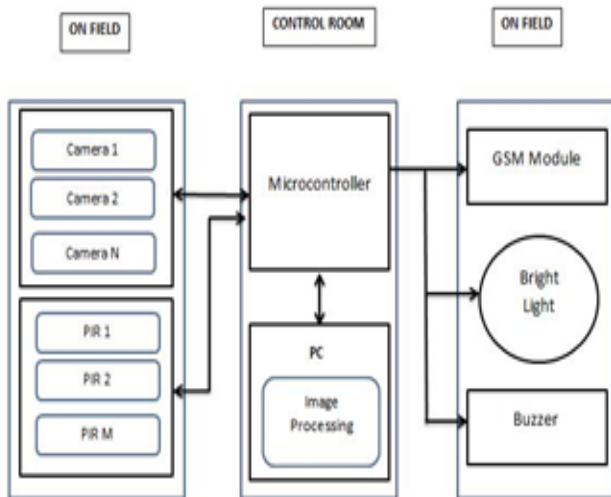 ON FIELD
CONTROL ROOM
ON FIELD
Camera 1
Camera 2
Camera N
PIR 1
PIR 2
PIR M
Microcontroller
PC
Image
Processing
GSM Module
Bright
Light
Buzzer